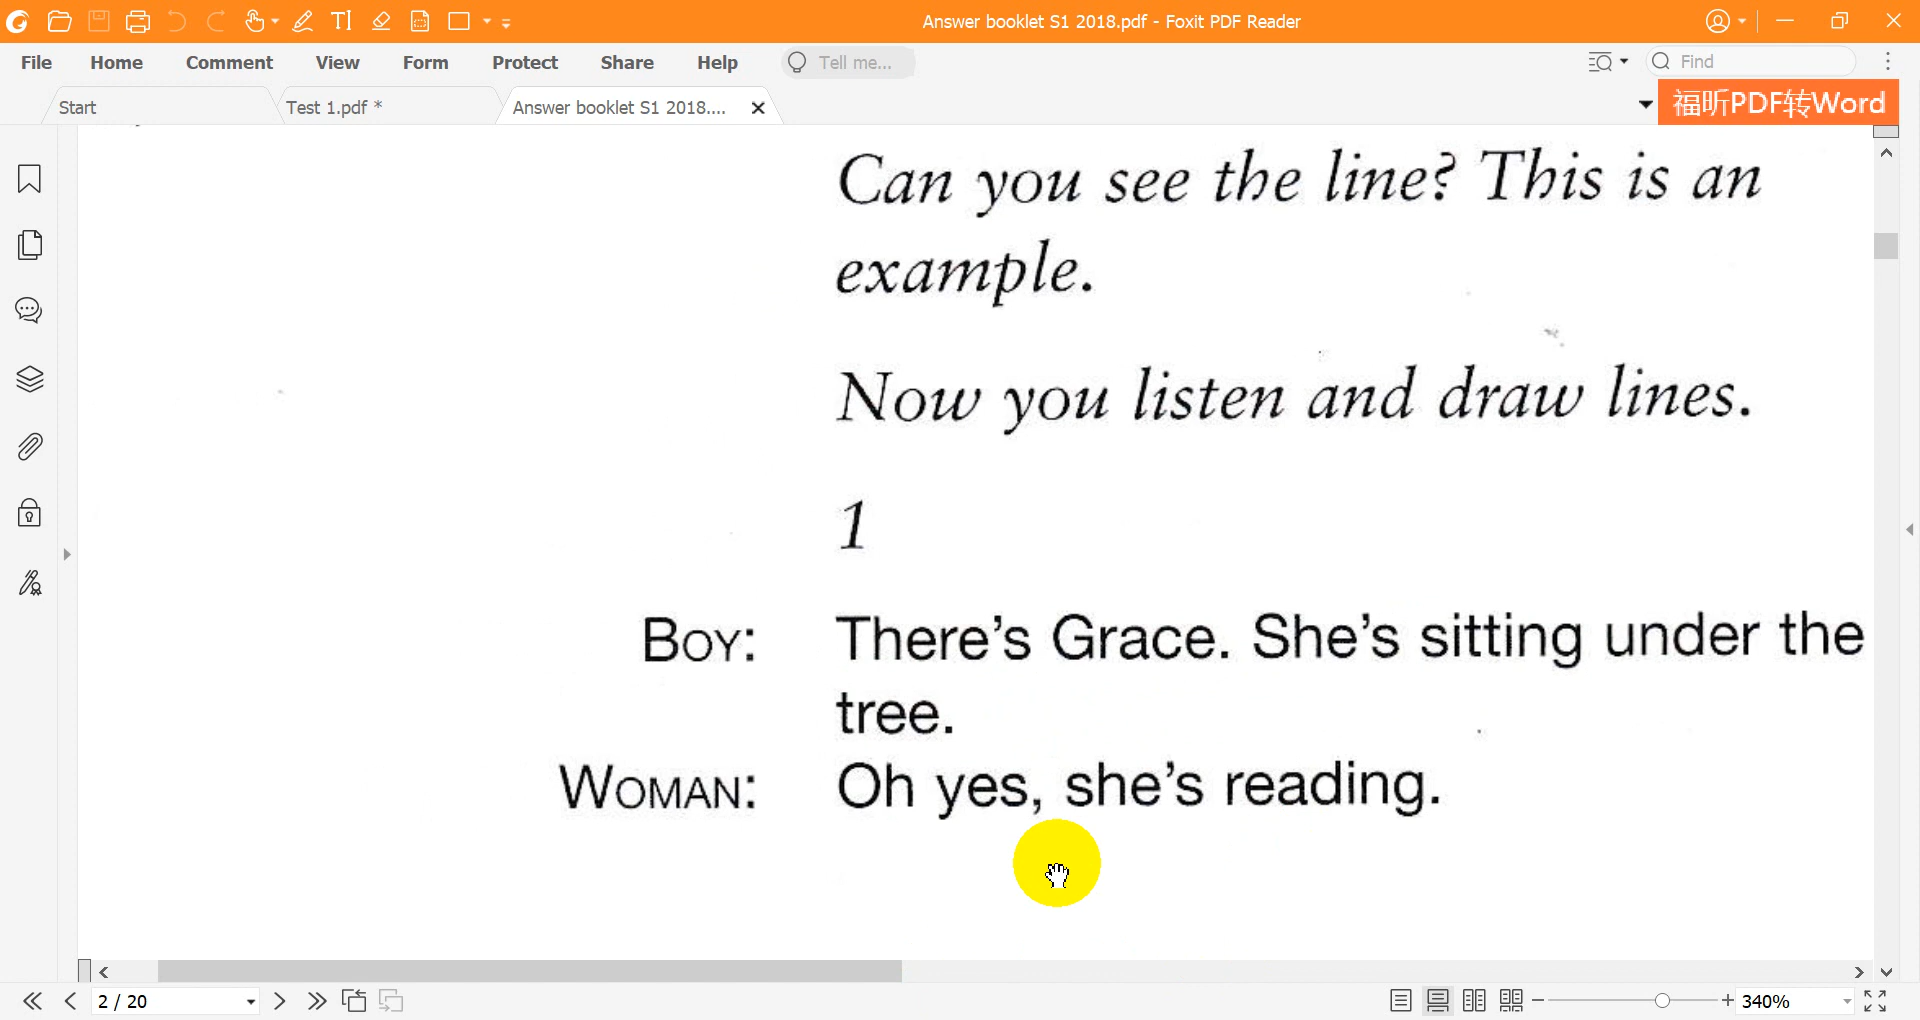 Answer booklet S1 2018.pdf - Foxit PDF Reader
File Home Comment View Form Protect Share Help Tell me... Find
Start Test 1.pdf * Answer booklet S1 2018.... 福昕PDF转Word
Can you see the line? This is an
example.
Now you listen and draw lines.
1
BOY: There's Grace. She's sitting under the
tree.
WOMAN: Oh yes, she's reading.
2 / 20 340%